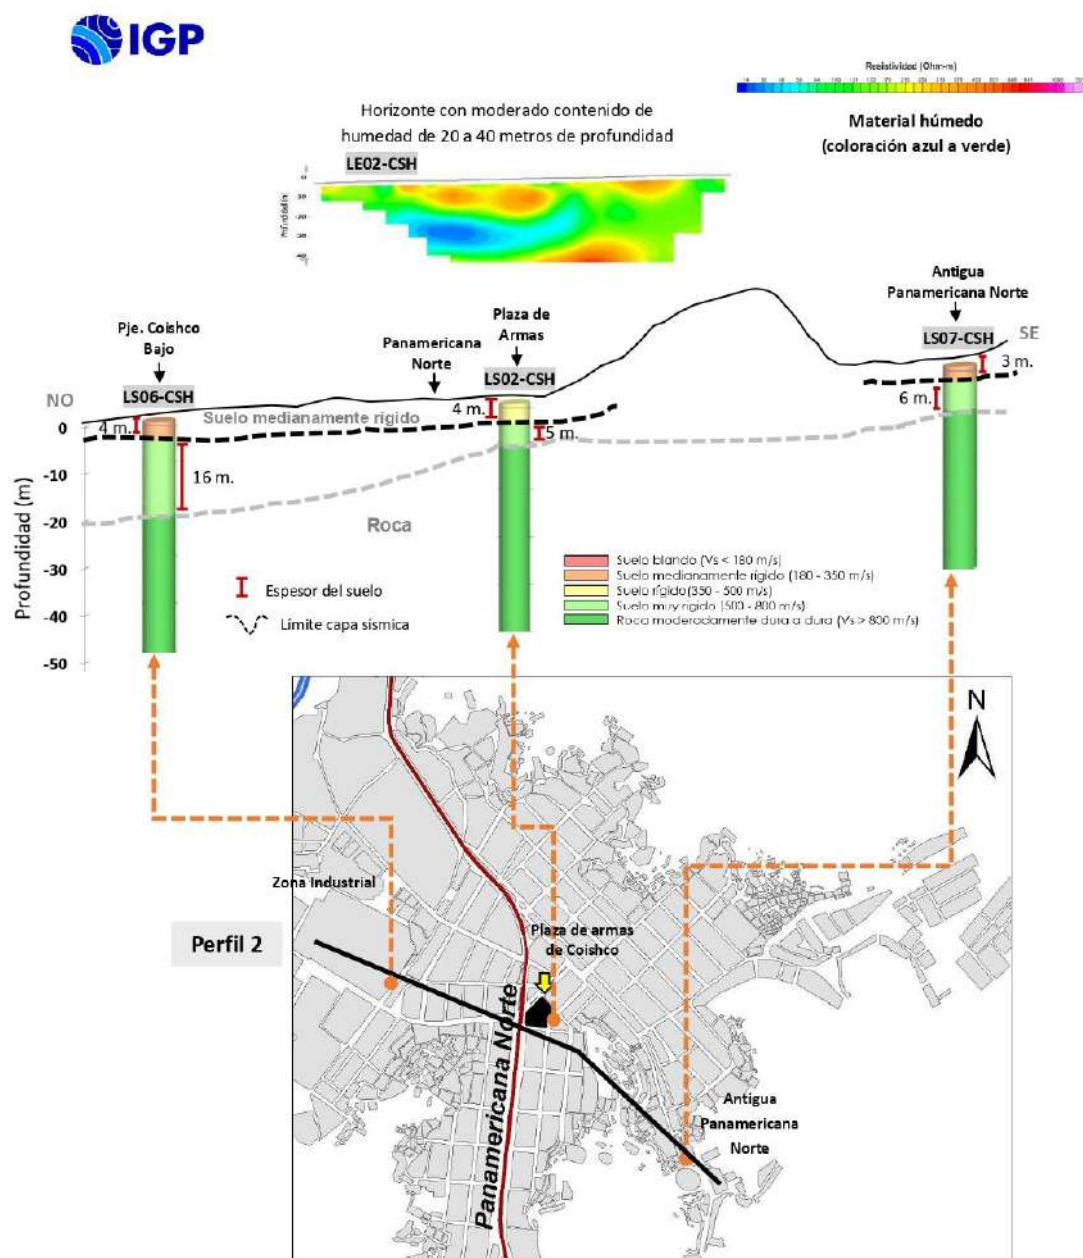 IGP
Resistividad (Ohm-m)
Horizonte con moderado contenido de
humedad de 20 a 40 metros de profundidad
Material húmedo
(coloración azul a verde)
LE02-CSH
0
-10
-20
-30
-40
Antigua
Panamericana Norte
Pje. Coishco
Bajo
Plaza de
Armas
Panamericana
Norte
LS07-CSH
SE
LS06-CSH
LS02-CSH
NO
3 m.
6 m.
Suelo medianamente rígido
4 m.
4 m.
5 m.
0
-10
-20
-30
-40
-50
Profundidad (m)
16 m.
Roca
Espesor del suelo
Límite capa sísmica
Suelo blando (Vs < 180 m/s)
Suelo medianamente rígido (180 - 350 m/s)
Suelo rígido (350 - 500 m/s)
Suelo muy rígido (500 - 800 m/s)
Roca moderadamente dura a dura (Vs > 800 m/s)
N
Zona Industrial
Perfil 2
Plaza de armas
de Coishco
Panamericana Norte
Antigua
Panamericana
Norte